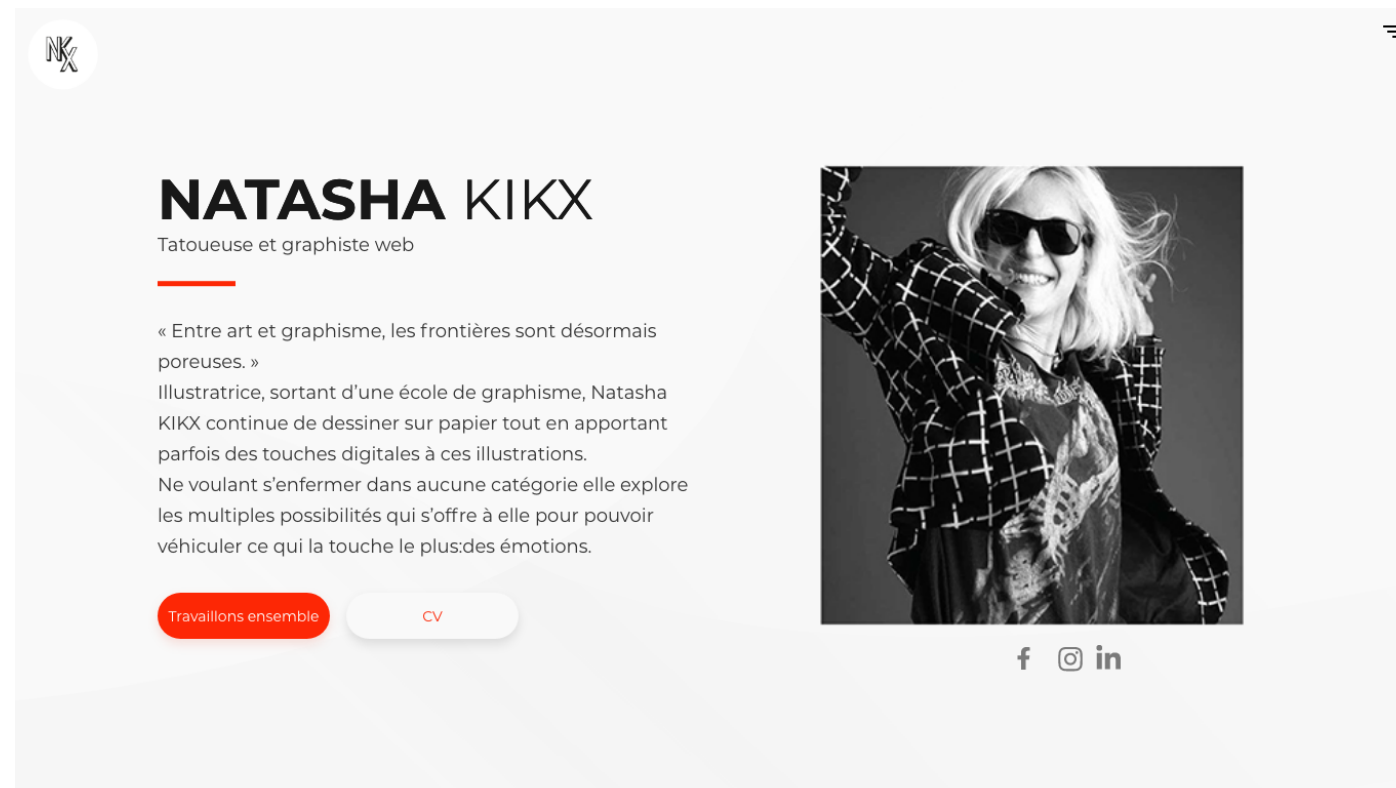 NKX
NATASHA KIKX
Tatoueuse et graphiste web
« Entre art et graphisme, les frontières sont désormais
poreuses. »
Illustratrice, sortant d’une école de graphisme, Natasha
KIKX continue de dessiner sur papier tout en apportant
parfois des touches digitales à ces illustrations.
Ne voulant s’enfermer dans aucune catégorie elle explore
les multiples possibilités qui s’offre à elle pour pouvoir
véhiculer ce qui la touche le plus:des émotions.
Travaillons ensemble
CV